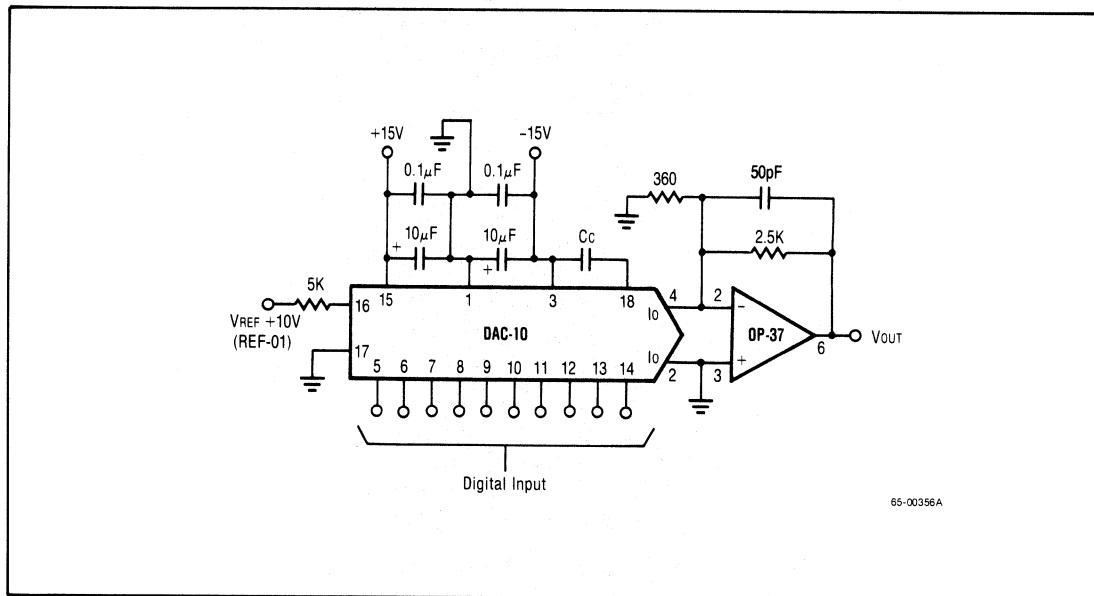 +15V
-15V
0.1μF
0.1μF
360
50pF
+
10μF
10μF
+
Cc
2.5K
5K
16
15
1
3
18
4
2
−
VREF +10V
(REF-01)
IO
DAC-10
OP-37
6
VOUT
17
IO
+
2
3
5 6 7 8 9 10 11 12 13 14
Digital Input
65-00356A